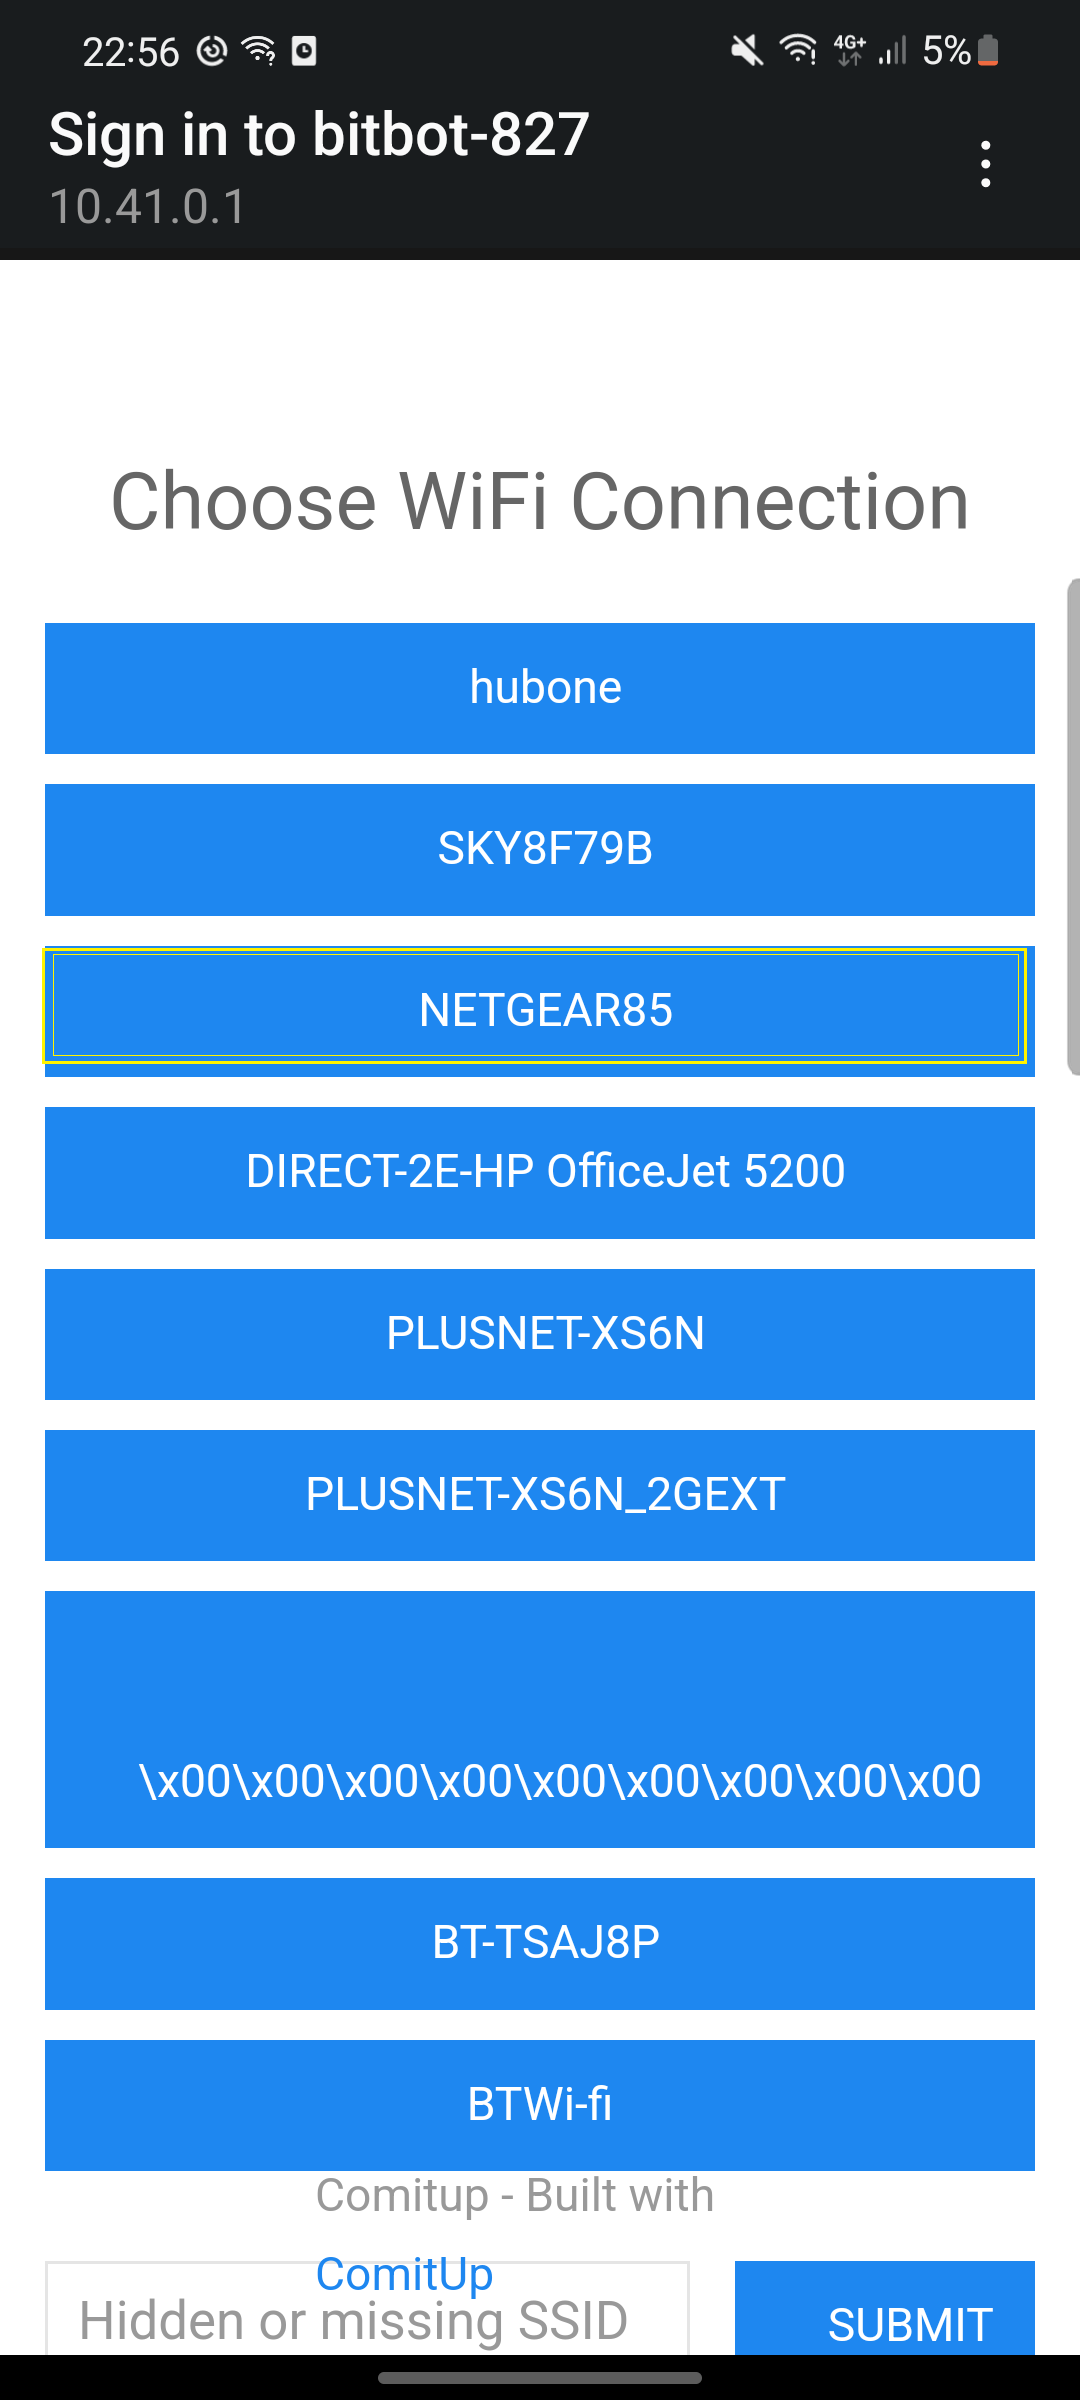 22:56
4G+
5%
Sign in to bitbot-827
10.41.0.1
Choose WiFi Connection
hubone
SKY8F79B
NETGEAR85
DIRECT-2E-HP OfficeJet 5200
PLUSNET-XS6N
PLUSNET-XS6N_2GEXT
\x00\x00\x00\x00\x00\x00\x00\x00\x00
BT-TSAJ8P
BTWi-fi
Comitup - Built with
ComitUp
Hidden or missing SSID
SUBMIT